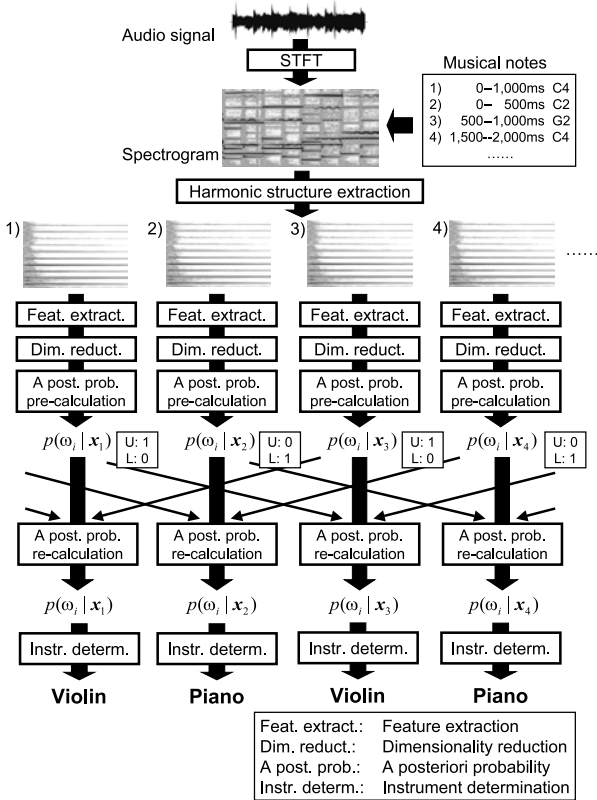 Audio signal
STFT
Musical notes
1) 0–1,000ms C4
2) 0– 500ms C2
3) 500–1,000ms G2
4) 1,500--2,000ms C4
......
Spectrogram
Harmonic structure extraction
1) 2) 3) 4) ......
Feat. extract. Feat. extract. Feat. extract. Feat. extract.
Dim. reduct. Dim. reduct. Dim. reduct. Dim. reduct.
A post. prob. A post. prob. A post. prob. A post. prob.
pre-calculation pre-calculation pre-calculation pre-calculation
p(ωᵢ | x₁) U: 1 p(ωᵢ | x₂) U: 0 p(ωᵢ | x₃) U: 1 p(ωᵢ | x₄) U: 0
L: 0 L: 1 L: 0 L: 1
A post. prob. A post. prob. A post. prob. A post. prob.
re-calculation re-calculation re-calculation re-calculation
p(ωᵢ | x₁) p(ωᵢ | x₂) p(ωᵢ | x₃) p(ωᵢ | x₄)
Instr. determ. Instr. determ. Instr. determ. Instr. determ.
Violin Piano Violin Piano
Feat. extract.: Feature extraction
Dim. reduct.: Dimensionality reduction
A post. prob.: A posteriori probability
Instr. determ.: Instrument determination